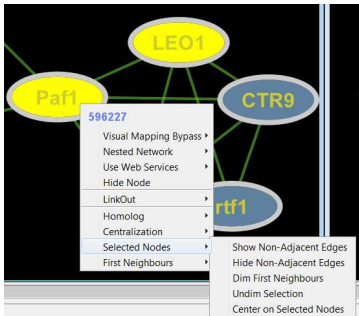 LEO1
Paf1
CTR9
596227
Visual Mapping Bypass
Nested Network
Use Web Services
Hide Node
LinkOut
rtf1
Homolog
Centralization
Selected Nodes
First Neighbours
Show Non-Adjacent Edges
Hide Non-Adjacent Edges
Dim First Neighbours
Undim Selection
Center on Selected Nodes